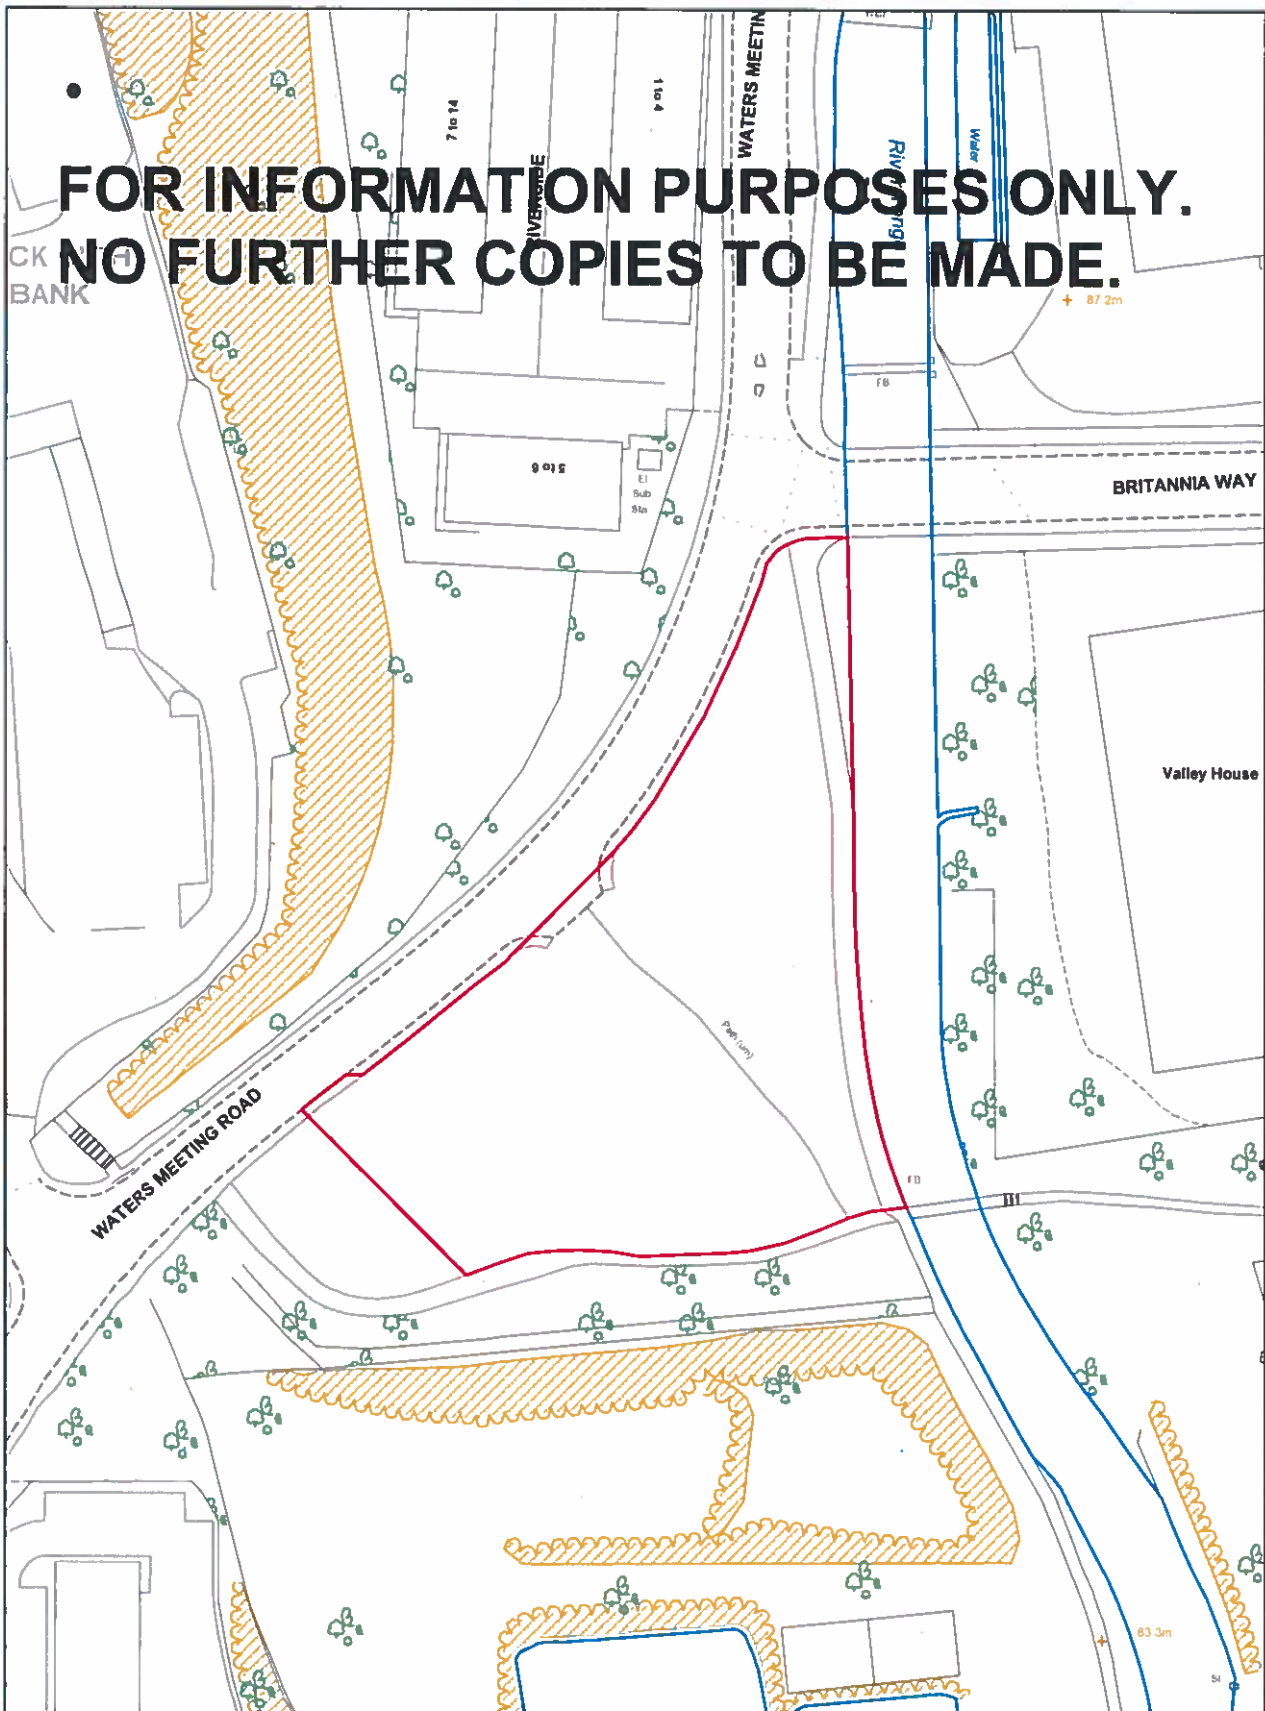 WATERS MEETIN
7 to 14
1 to 4
Water
FOR INFORMATION PURPOSES ONLY.
NO FURTHER COPIES TO BE MADE.
BANK
87.2m
FB
5 to 6
El
Sub
Sta
BRITANNIA WAY
Valley House
Path (um)
WATERS MEETING ROAD
FB
83.3m
Sl